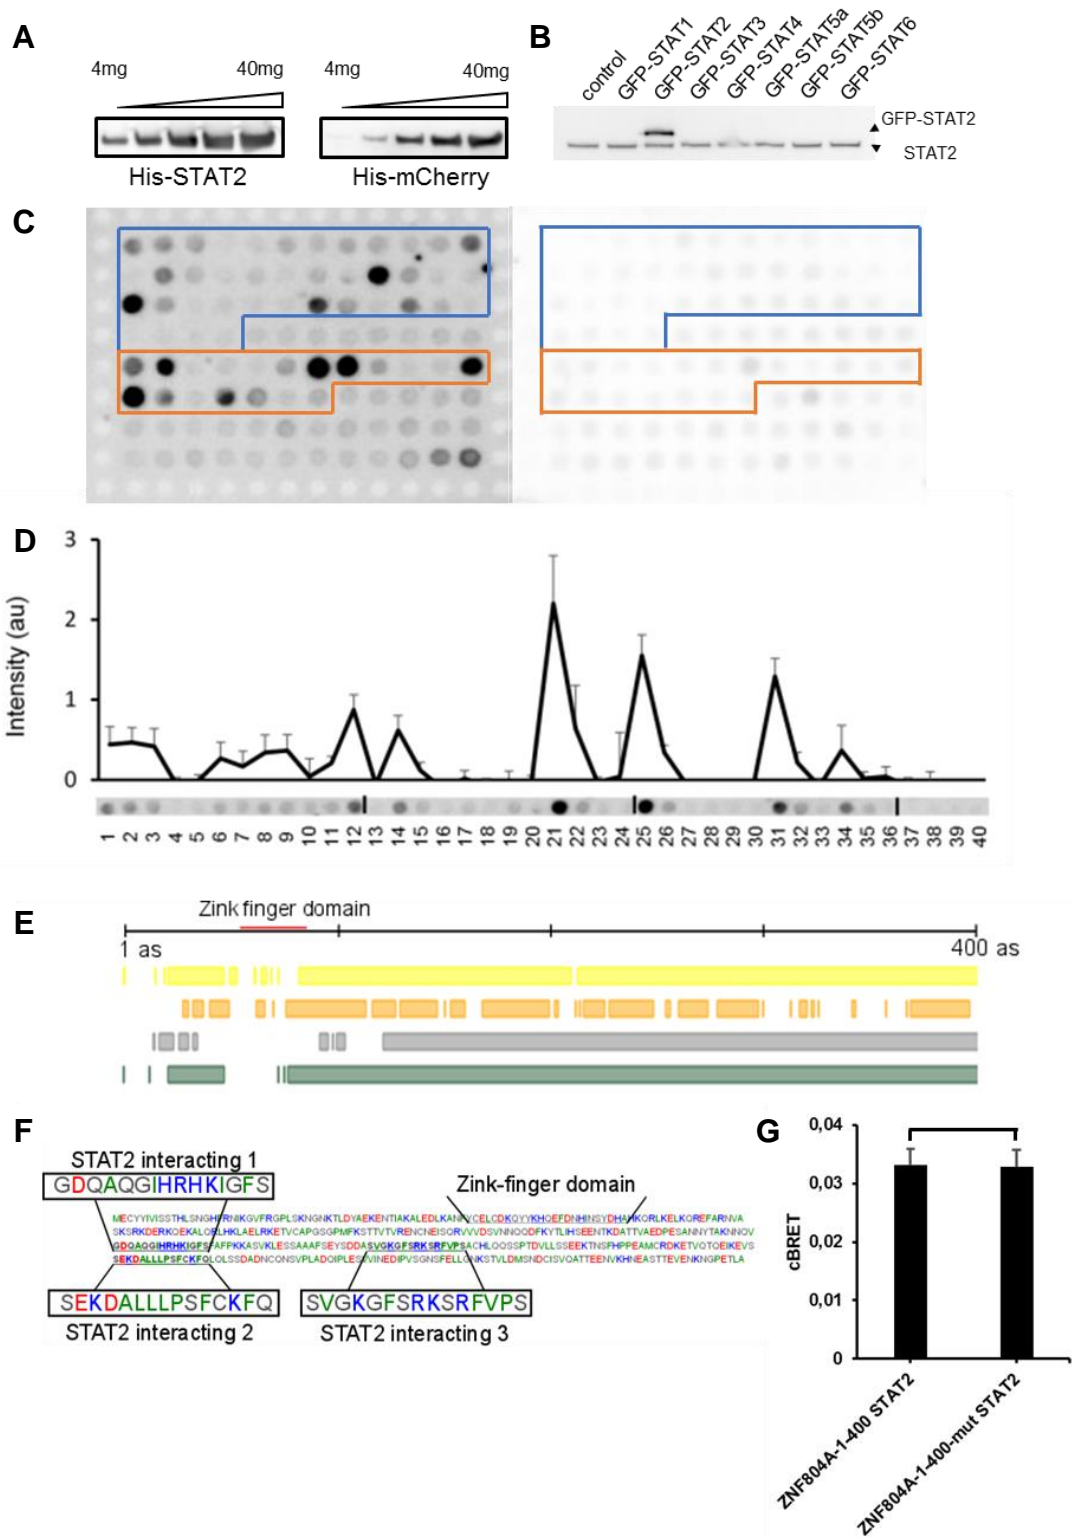 A
4mg
40mg
4mg
40mg
His-STAT2
His-mCherry
B
control
GFP-STAT1
GFP-STAT2
GFP-STAT3
GFP-STAT4
GFP-STAT5a
GFP-STAT5b
GFP-STAT6
GFP-STAT2
STAT2
C
D
Intensity (au)
3
2
1
0
1 2 3 4 5 6 7 8 9 10 11 12 13 14 15 16 17 18 19 20 21 22 23 24 25 26 27 28 29 30 31 32 33 34 35 36 37 38 39 40
E
Zink finger domain
1 as
400 as
F
STAT2 interacting 1
GDQAQGIHRHKIGFS
Zink-finger domain
SEKDALLLPSFCKFQ
STAT2 interacting 2
SVGKGFSRKSRFVPS
STAT2 interacting 3
G
cBRET
0,04
0,03
0,02
0,01
0
ZNF804A-1-400 STAT2
ZNF804A-1-400-mut STAT2